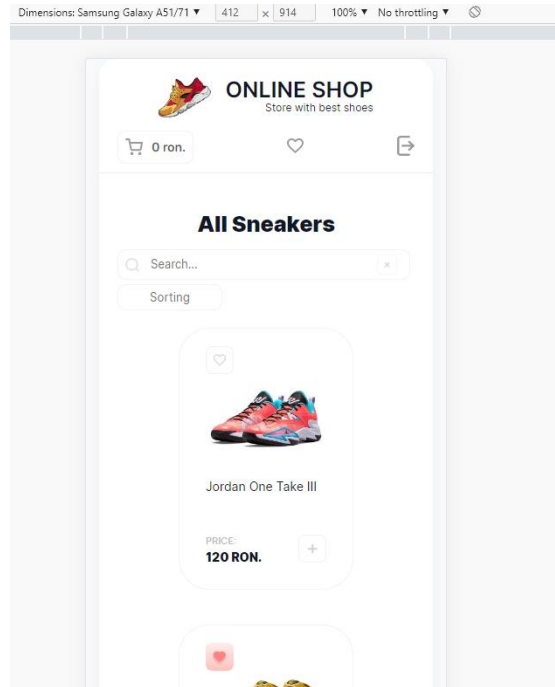 Dimensions: Samsung Galaxy A51/71 ▼ 412 x 914 100% ▼ No throttling ▼
ONLINE SHOP
Store with best shoes
0 ron.
All Sneakers
Search...
Sorting
Jordan One Take III
PRICE:
120 RON.